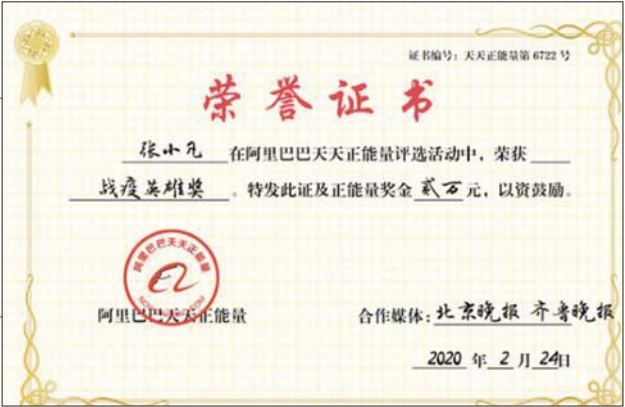 证书编号：天天正能量第 6722 号
荣誉证书
张小凡 在阿里巴巴天天正能量评选活动中，荣获
战疫英雄奖。特发此证及正能量奖金贰万元，以资鼓励。
阿里巴巴天天正能量
阿里巴巴天天正能量
合作媒体：北京晚报 齐鲁晚报
2020 年 2 月 24日